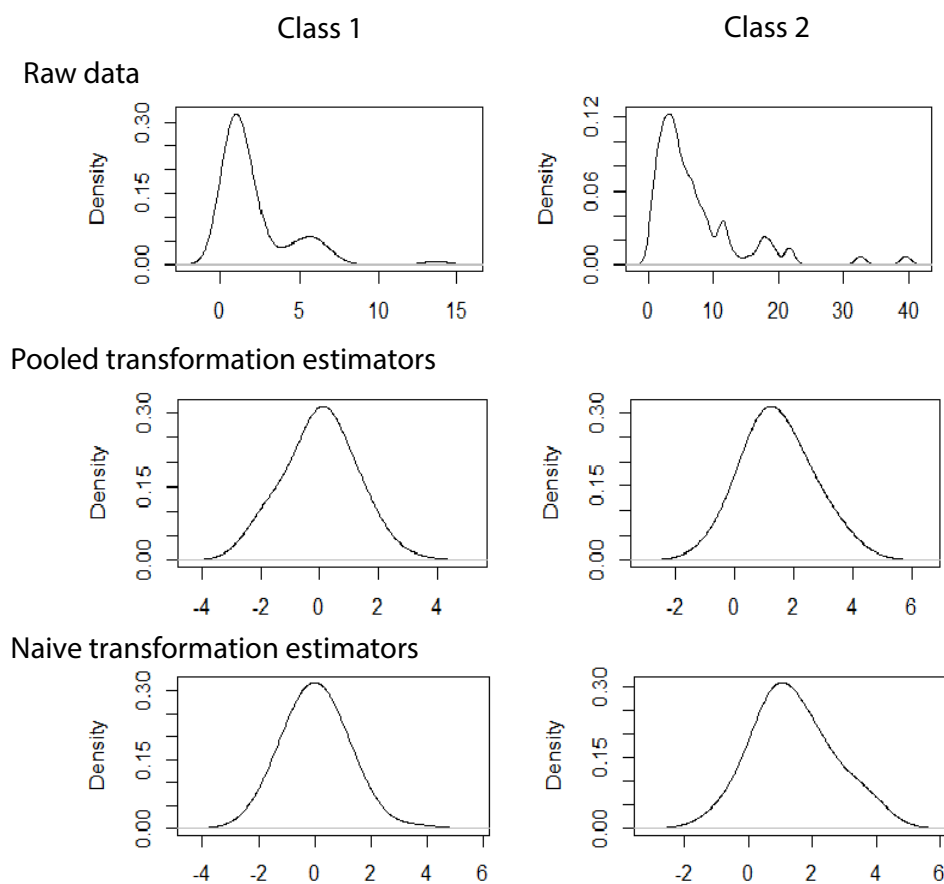 Class 1
Class 2
Raw data
Density
0.00 0.15 0.30
0 5 10 15
Density
0.00 0.06 0.12
0 10 20 30 40
Pooled transformation estimators
Density
0.00 0.15 0.30
-4 -2 0 2 4
Density
0.00 0.15 0.30
-2 0 2 4 6
Naive transformation estimators
Density
0.00 0.15 0.30
-4 -2 0 2 4 6
Density
0.00 0.15 0.30
-2 0 2 4 6